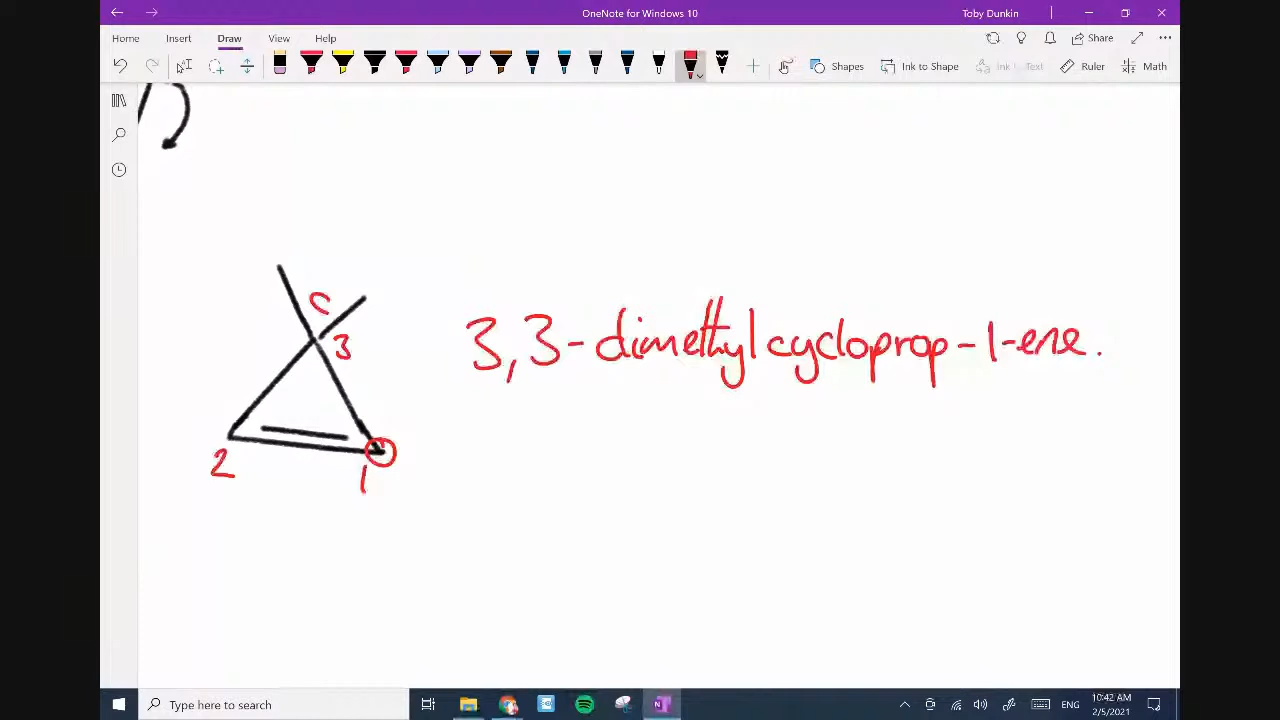 OneNote for Windows 10
Toby Dunkin
Home Insert Draw View Help
Share
Shapes Ink to Shape Ink to Text Ruler Math
C
3
2
1
3,3-dimethylcycloprop-1-ene.
Type here to search
ENG
10:42 AM
2/5/2021